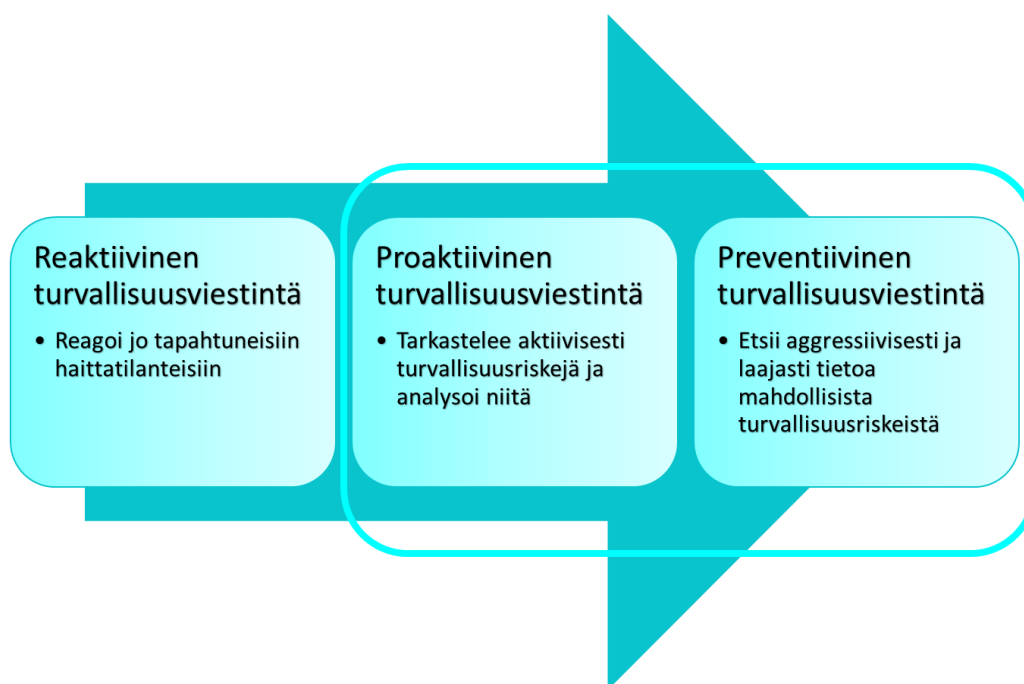 Reaktiivinen
turvallisuusviestintä
• Reagoi jo tapahtuneisiin
haittatilanteisiin
Proaktiivinen
turvallisuusviestintä
• Tarkastelee aktiivisesti
turvallisuusriskejä ja
analysoi niitä
Preventiivinen
turvallisuusviestintä
• Etsii aggressiivisesti ja
laajasti tietoa
mahdollisista
turvallisuusriskeistä